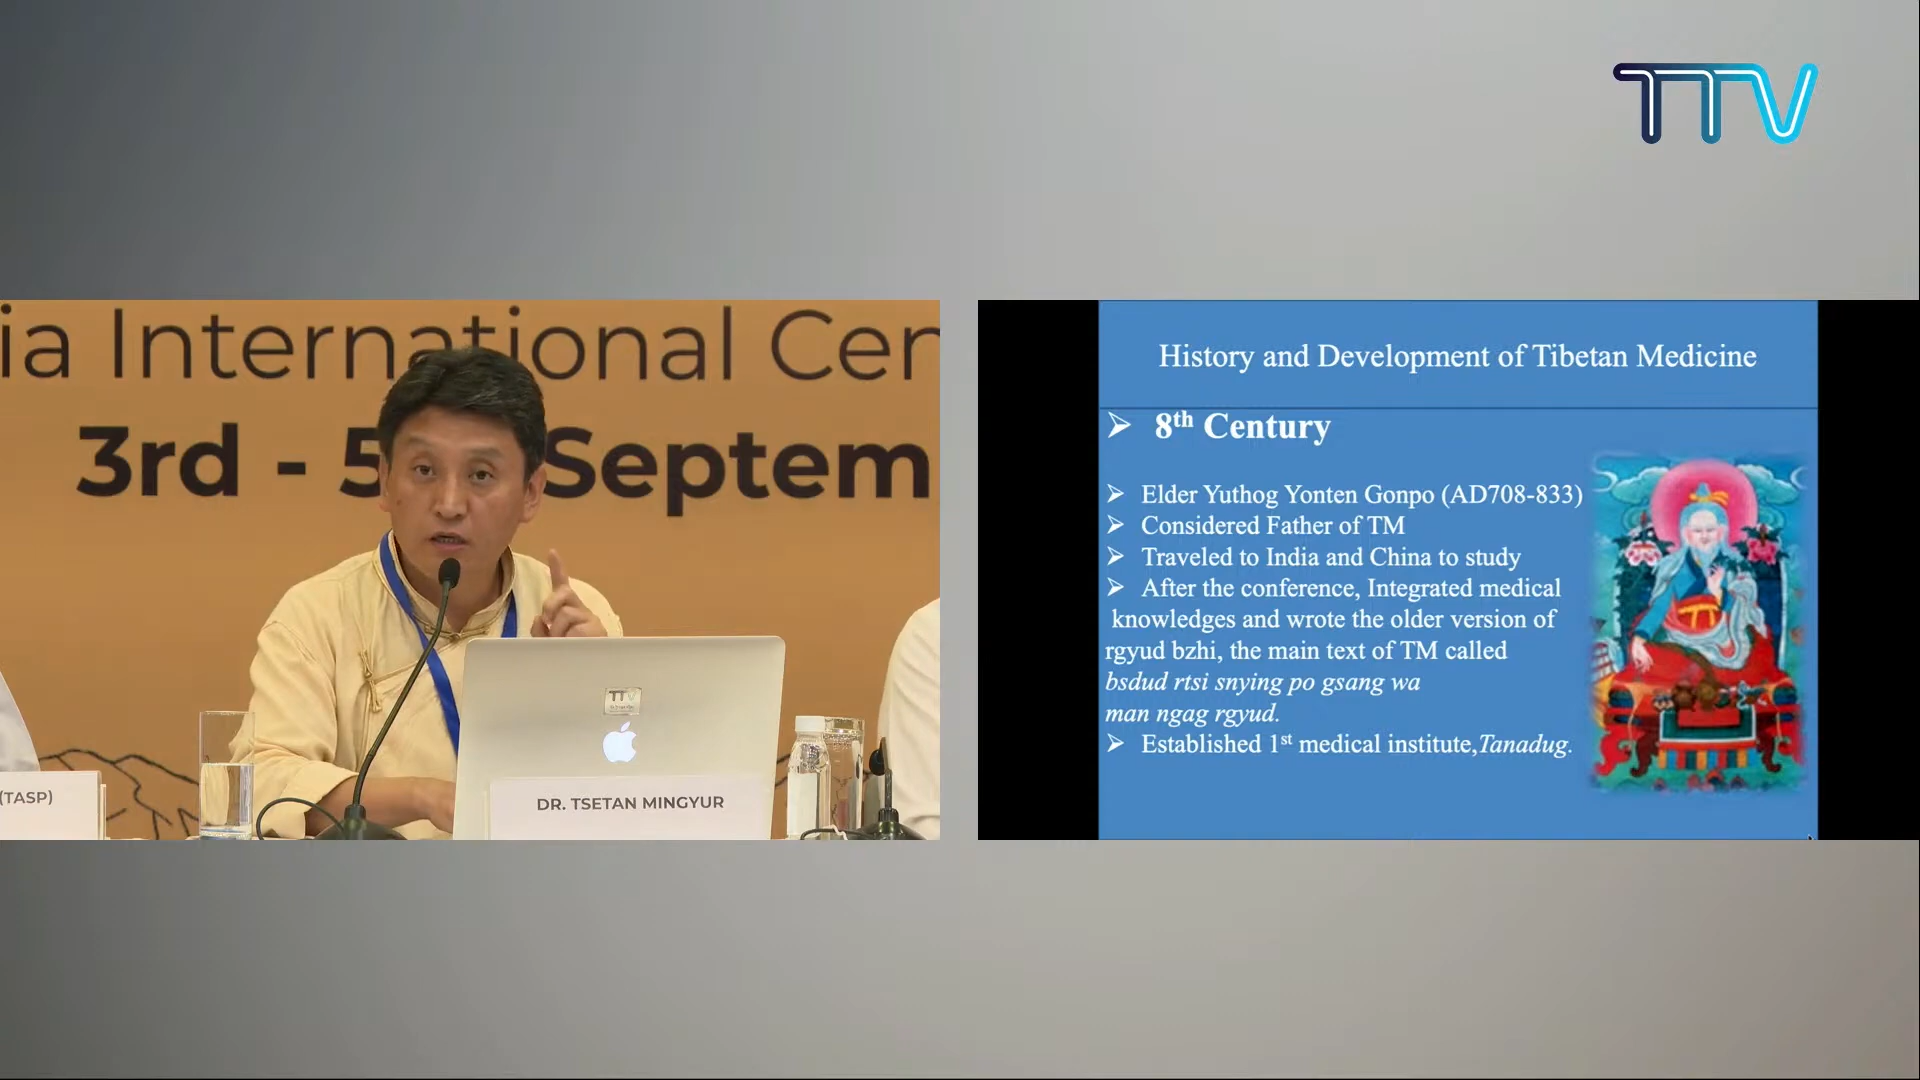 TTV
ia International Cen
3rd - 5 Septem
TTV
(TASP)
DR. TSETAN MINGYUR
History and Development of Tibetan Medicine
➢ 8th Century
➢ Elder Yuthog Yonten Gonpo (AD708-833)
➢ Considered Father of TM
➢ Traveled to India and China to study
➢ After the conference, Integrated medical
knowledges and wrote the older version of
rgyud bzhi, the main text of TM called
bsdud rtsi snying po gsang wa
man ngag rgyud.
➢ Established 1st medical institute,Tanadug.